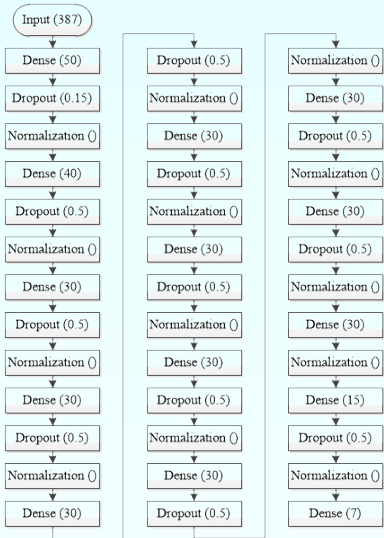 Input (387)
Dense (50)
Dropout (0.15)
Normalization ()
Dense (40)
Dropout (0.5)
Normalization ()
Dense (30)
Dropout (0.5)
Normalization ()
Dense (30)
Dropout (0.5)
Normalization ()
Dense (30)
Dropout (0.5)
Normalization ()
Dense (30)
Dropout (0.5)
Normalization ()
Dense (30)
Dropout (0.5)
Normalization ()
Dense (30)
Dropout (0.5)
Normalization ()
Dense (30)
Dropout (0.5)
Normalization ()
Dense (30)
Dropout (0.5)
Normalization ()
Dense (30)
Dropout (0.5)
Normalization ()
Dense (30)
Normalization ()
Dense (15)
Dropout (0.5)
Normalization ()
Dense (7)